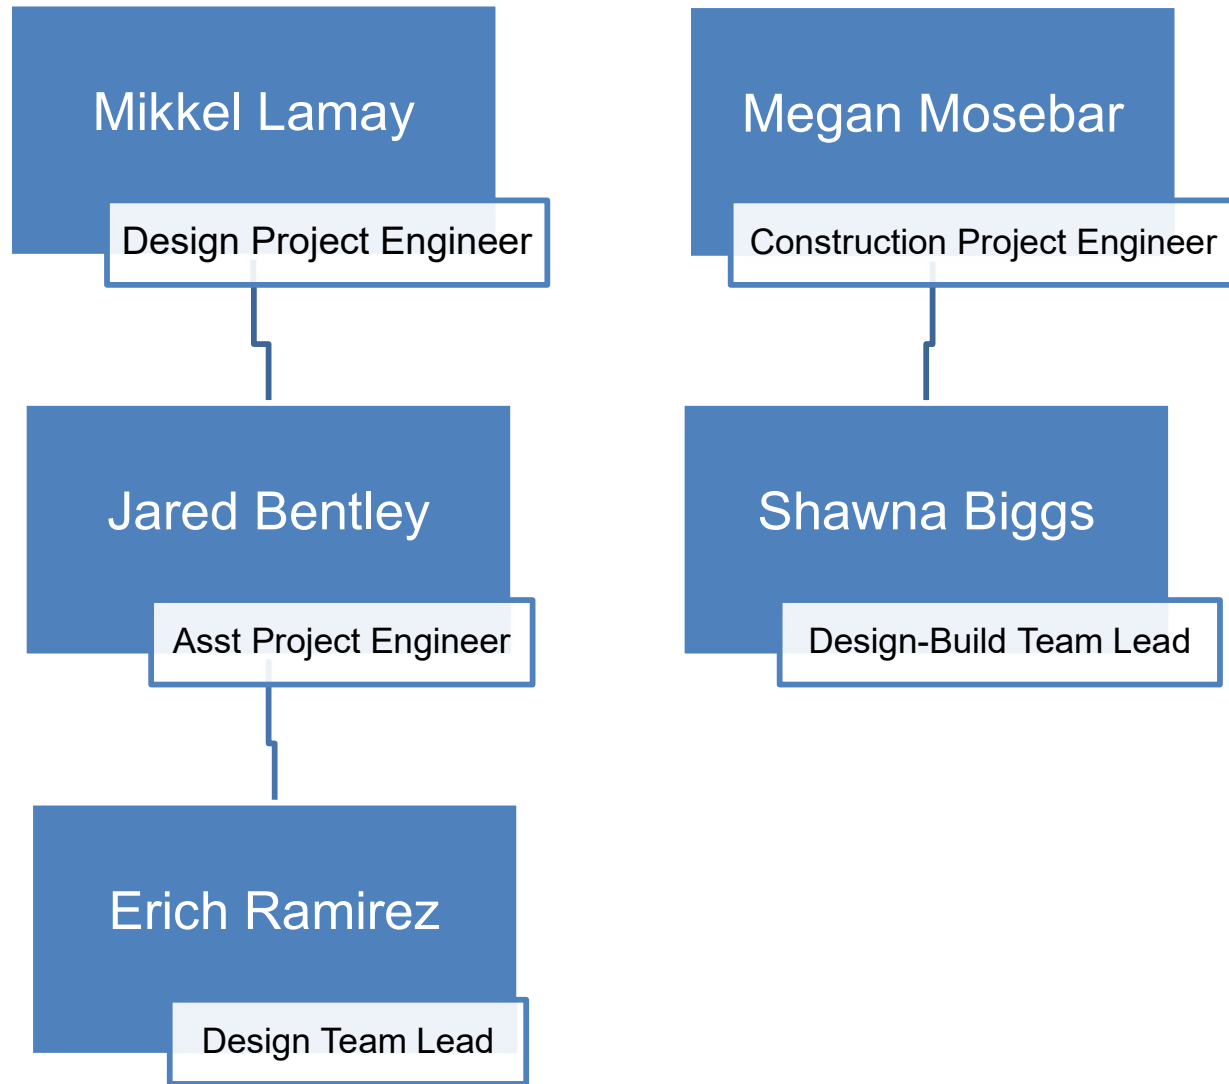 Mikkel Lamay
Design Project Engineer
Jared Bentley
Asst Project Engineer
Erich Ramirez
Design Team Lead
Megan Mosebar
Construction Project Engineer
Shawna Biggs
Design-Build Team Lead